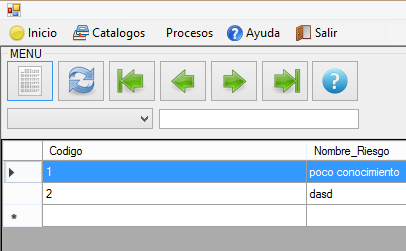 Inicio Catalogos Procesos Ayuda Salir
MENU
?
Codigo Nombre_Riesgo
1 poco conocimiento
2 dasd
*